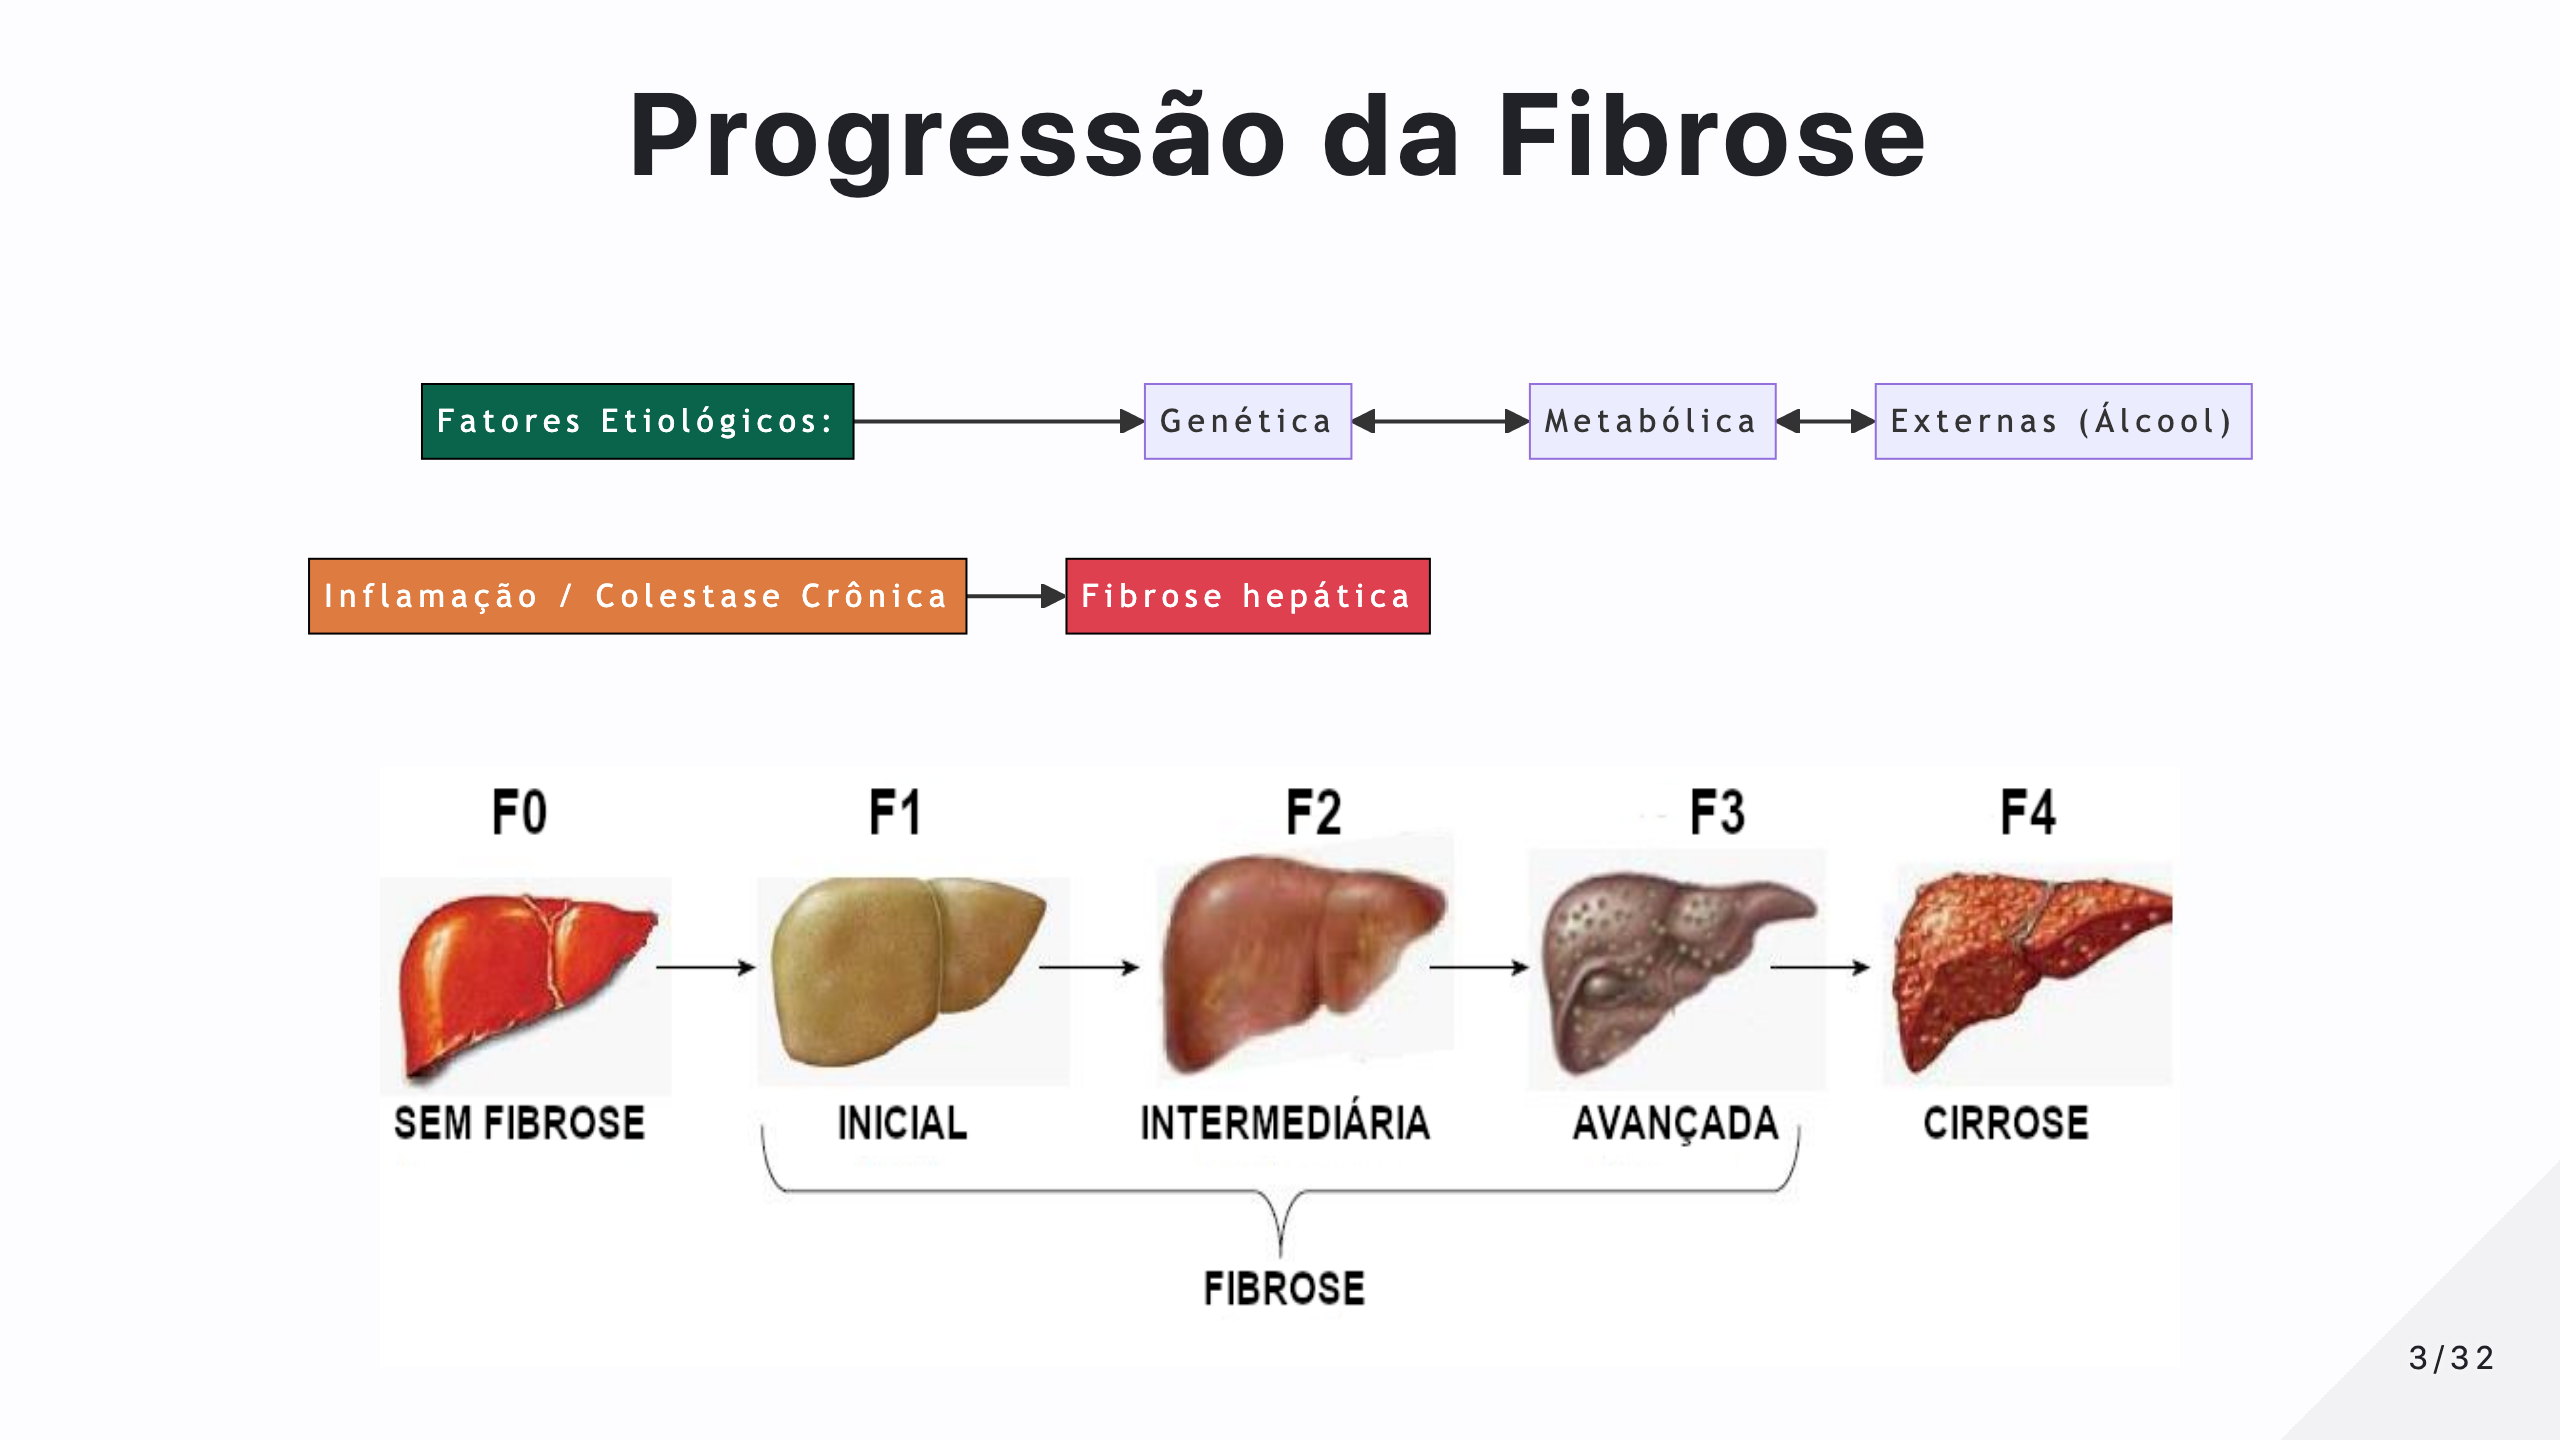 Progressão da Fibrose
Fatores Etiológicos: Genética Metabólica Externas (Álcool)
Inflamação / Colestase Crônica Fibrose hepática
F0 F1 F2 F3 F4
SEM FIBROSE INICIAL INTERMEDIÁRIA AVANÇADA CIRROSE
FIBROSE
3/32